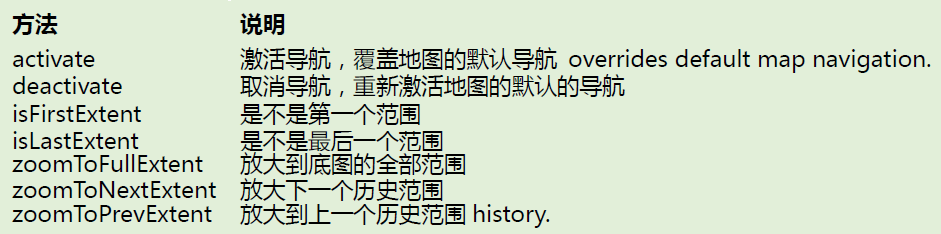 方法 说明
activate 激活导航，覆盖地图的默认导航 overrides default map navigation.
deactivate 取消导航，重新激活地图的默认的导航
isFirstExtent 是不是第一个范围
isLastExtent 是不是最后一个范围
zoomToFullExtent 放大到底图的全部范围
zoomToNextExtent 放大下一个历史范围
zoomToPrevExtent 放大到上一个历史范围 history.